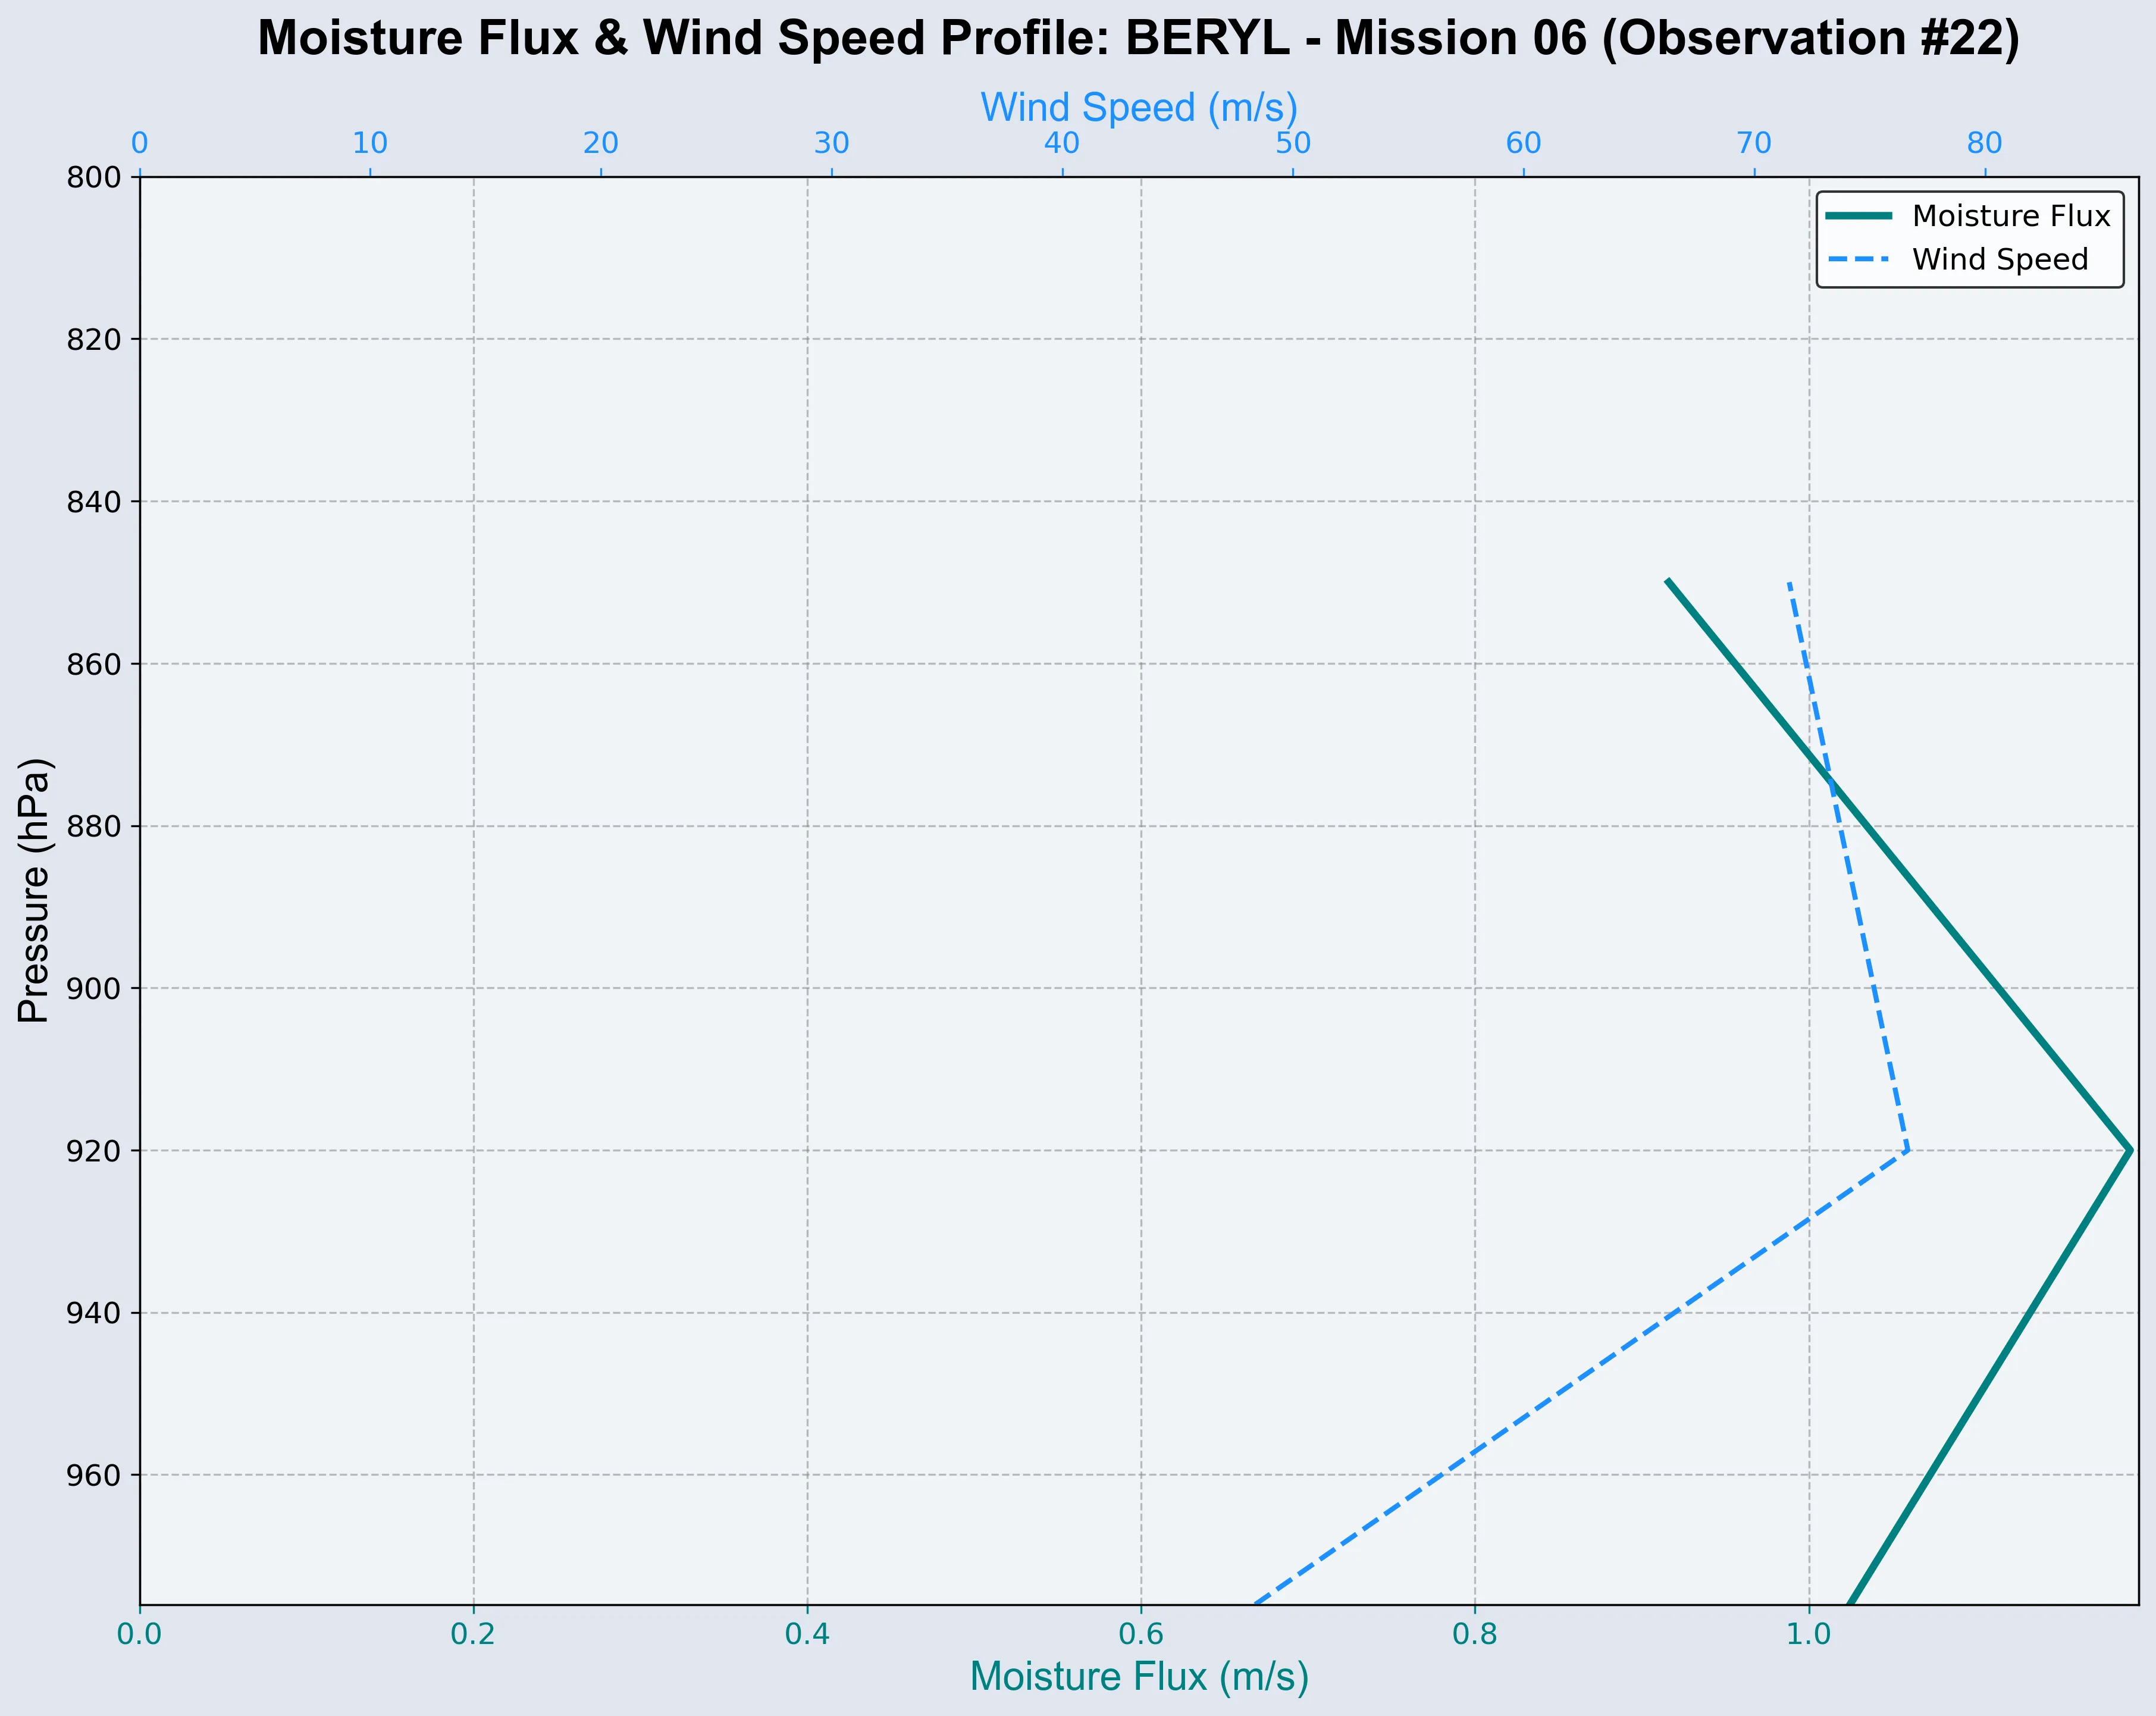 Moisture Flux & Wind Speed Profile: BERYL - Mission 06 (Observation #22)
Wind Speed (m/s)
0 10 20 30 40 50 60 70 80
Moisture Flux
Wind Speed
Pressure (hPa)
800
820
840
860
880
900
920
940
960
0.0 0.2 0.4 0.6 0.8 1.0
Moisture Flux (m/s)